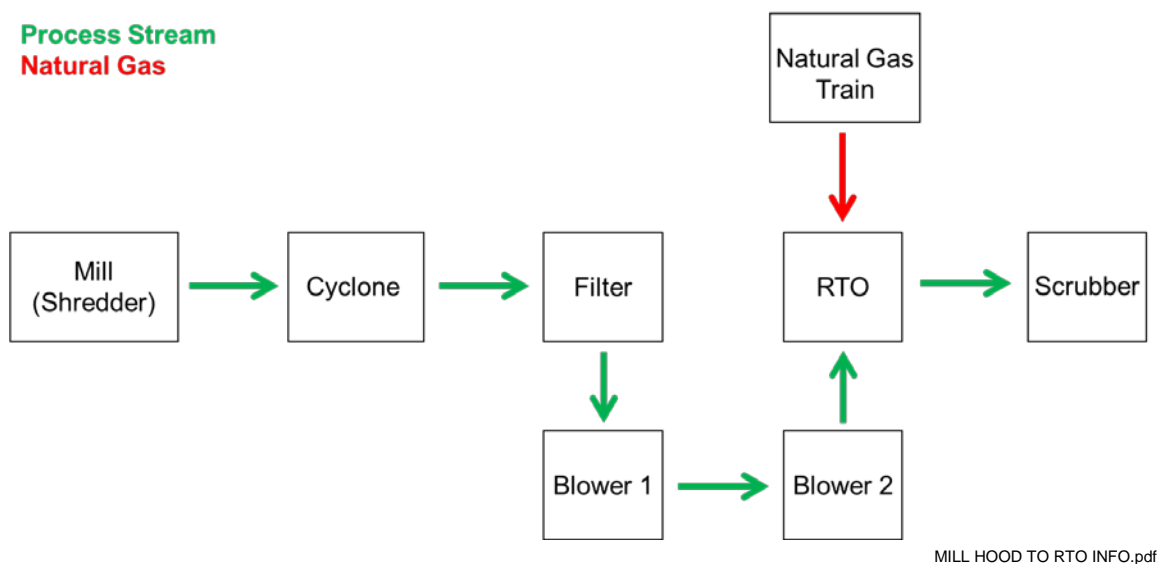 Process Stream
Natural Gas
Natural Gas
Train
Mill
(Shredder)
Cyclone
Filter
RTO
Scrubber
Blower 1
Blower 2
MILL HOOD TO RTO INFO.pdf